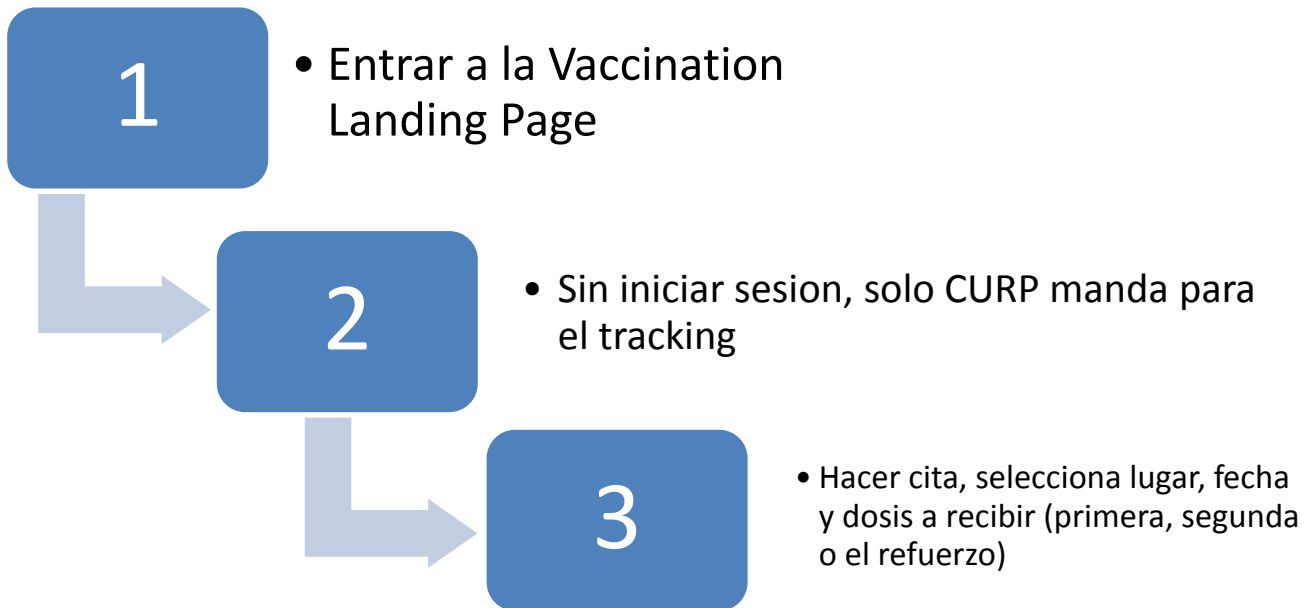 1
• Entrar a la Vaccination
Landing Page
2
• Sin iniciar sesion, solo CURP manda para
el tracking
3
• Hacer cita, selecciona lugar, fecha
y dosis a recibir (primera, segunda
o el refuerzo)